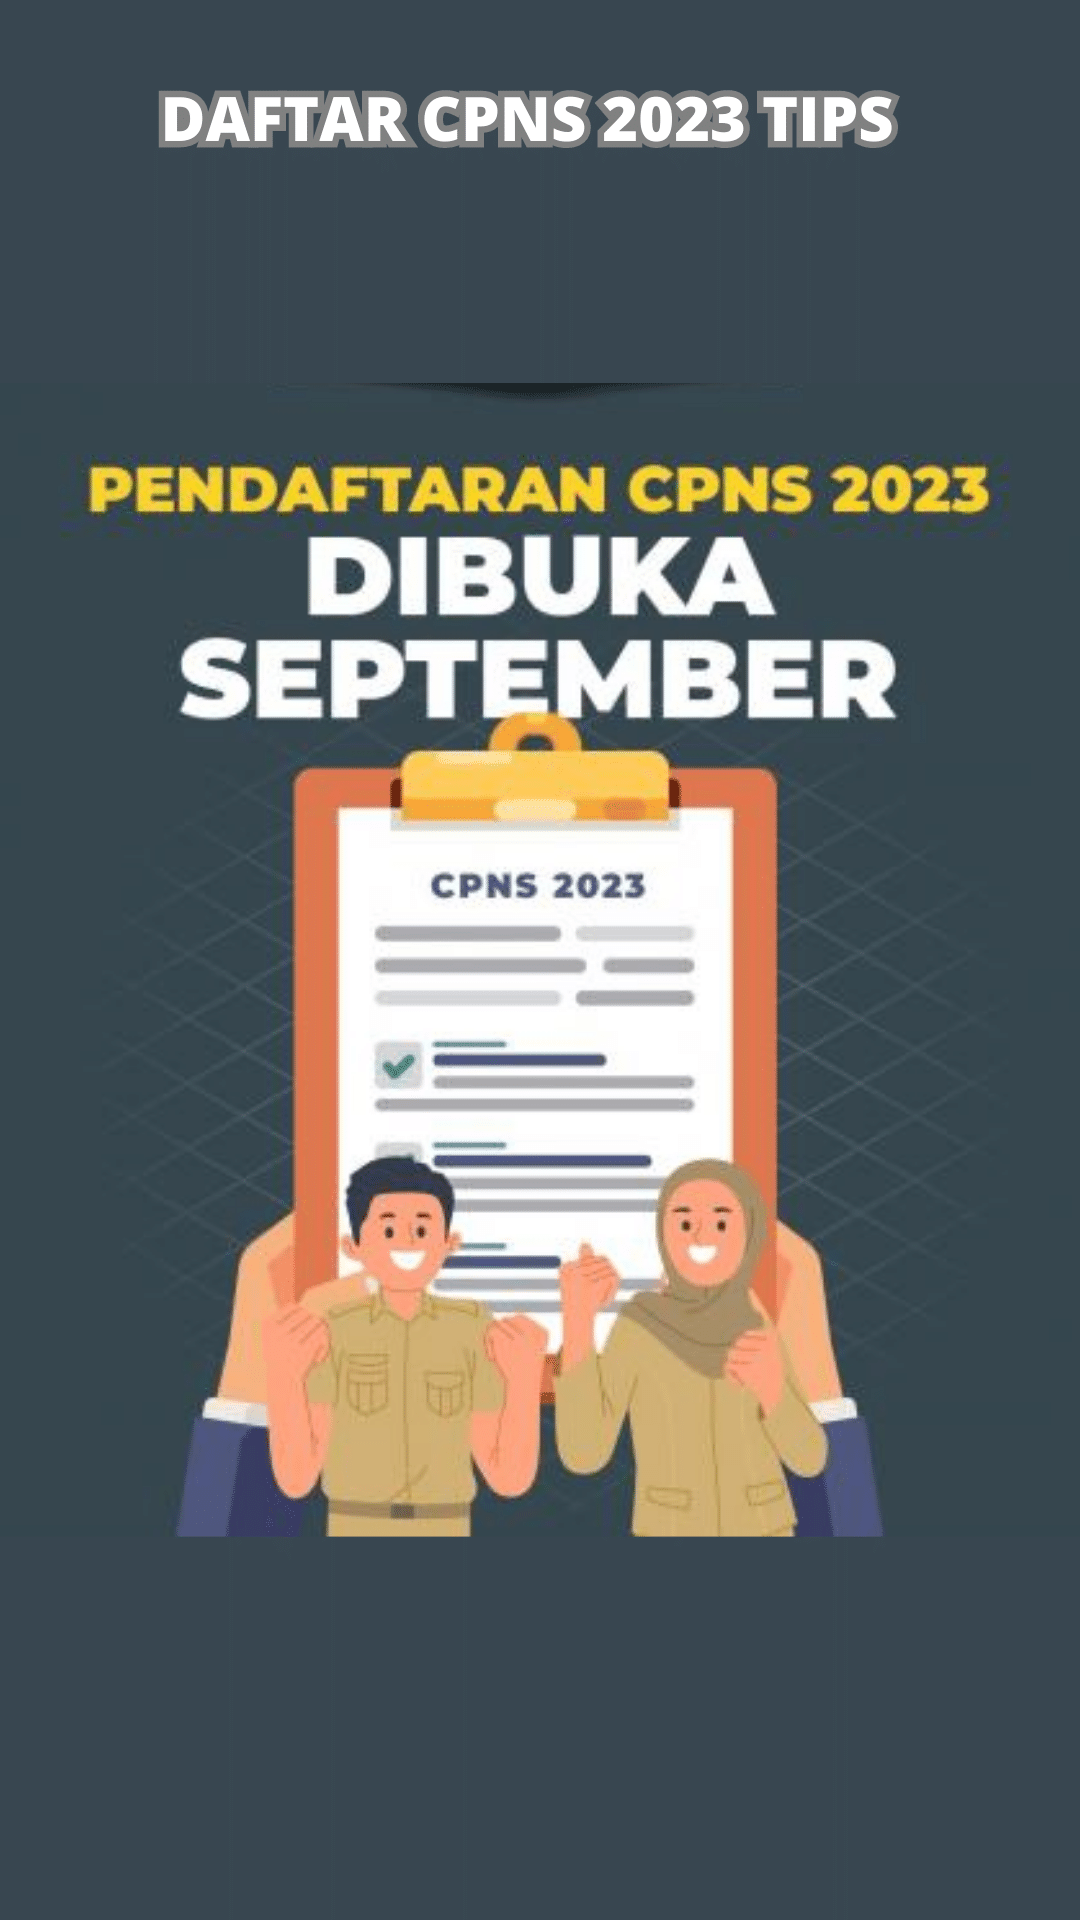 DAFTAR CPNS 2023 TIPS
PENDAFTARAN CPNS 2023
DIBUKA
SEPTEMBER
CPNS 2023